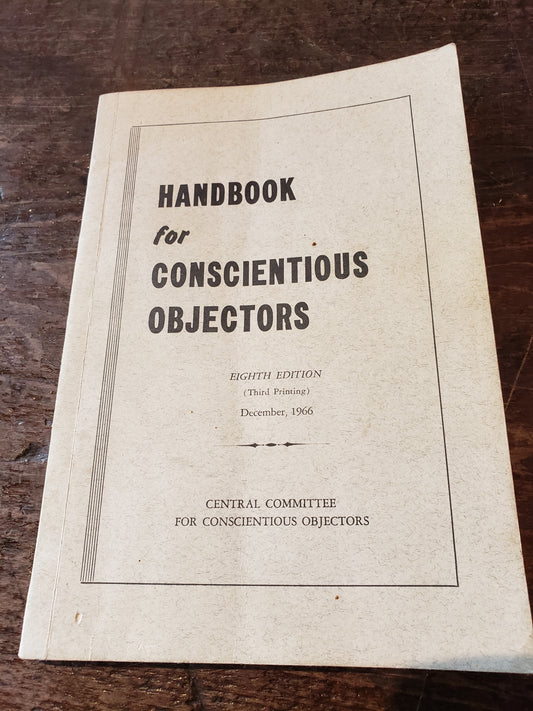 HANDBOOK
for
CONSCIENTIOUS
OBJECTORS
EIGHTH EDITION
(Third Printing)
December, 1966
CENTRAL COMMITTEE
FOR CONSCIENTIOUS OBJECTORS